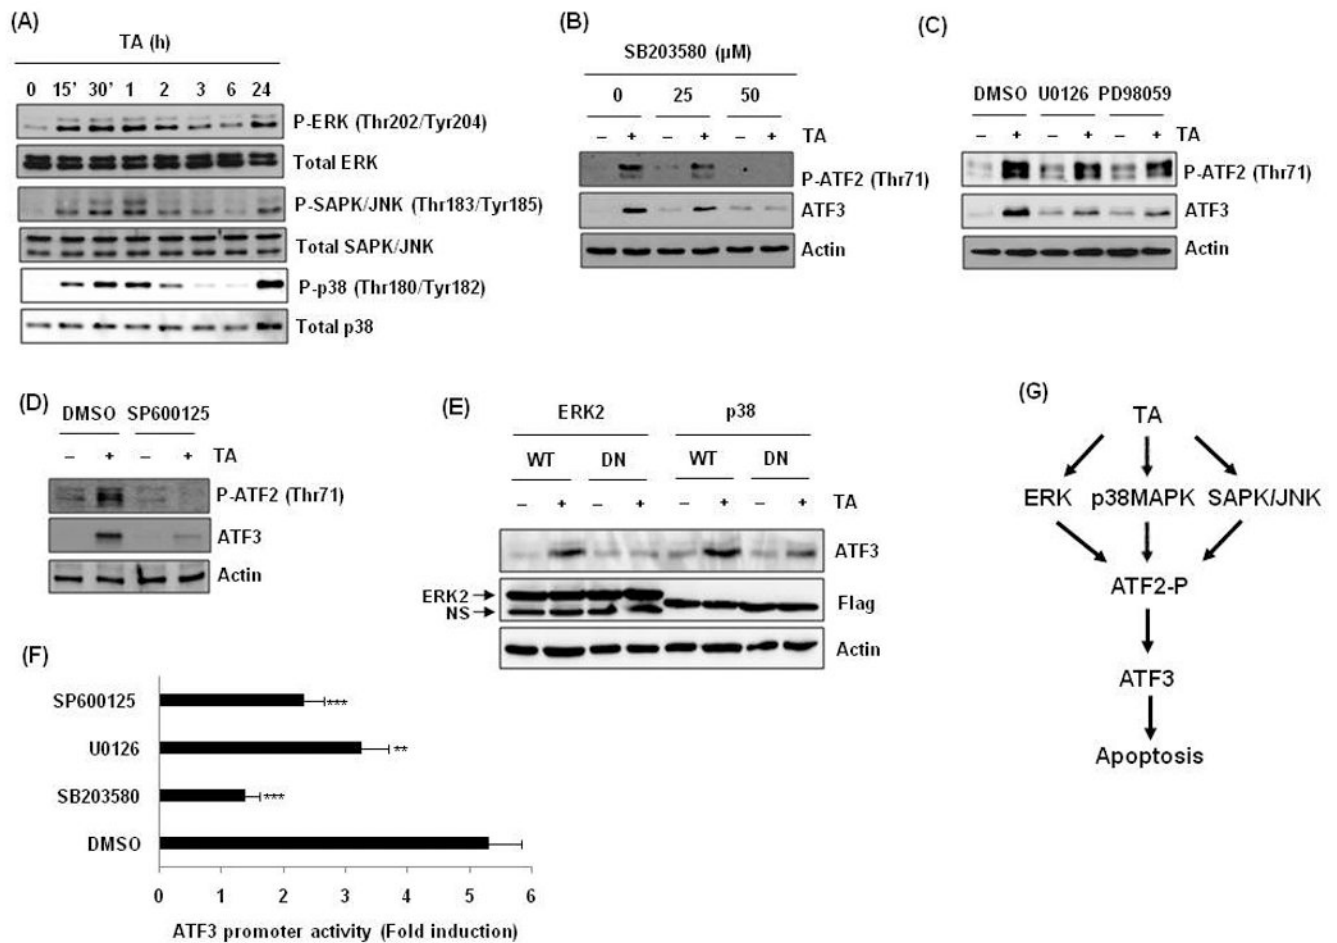 (A)
TA (h)
0 15’ 30’ 1 2 3 6 24
P-ERK (Thr202/Tyr204)
Total ERK
P-SAPK/JNK (Thr183/Tyr185)
Total SAPK/JNK
P-p38 (Thr180/Tyr182)
Total p38
(B)
SB203580 (µM)
0 25 50
– + – + – + TA
P-ATF2 (Thr71)
ATF3
Actin
(C)
DMSO U0126 PD98059
– + – + – + TA
P-ATF2 (Thr71)
ATF3
Actin
(D)
DMSO SP600125
– + – + TA
P-ATF2 (Thr71)
ATF3
Actin
(E)
ERK2 p38
WT DN WT DN
– + – + – + – + TA
ATF3
ERK2
NS
Flag
Actin
(F)
SP600125 ***
U0126 **
SB203580 ***
DMSO
0 1 2 3 4 5 6
ATF3 promoter activity (Fold induction)
(G)
TA
ERK p38MAPK SAPK/JNK
ATF2-P
ATF3
Apoptosis